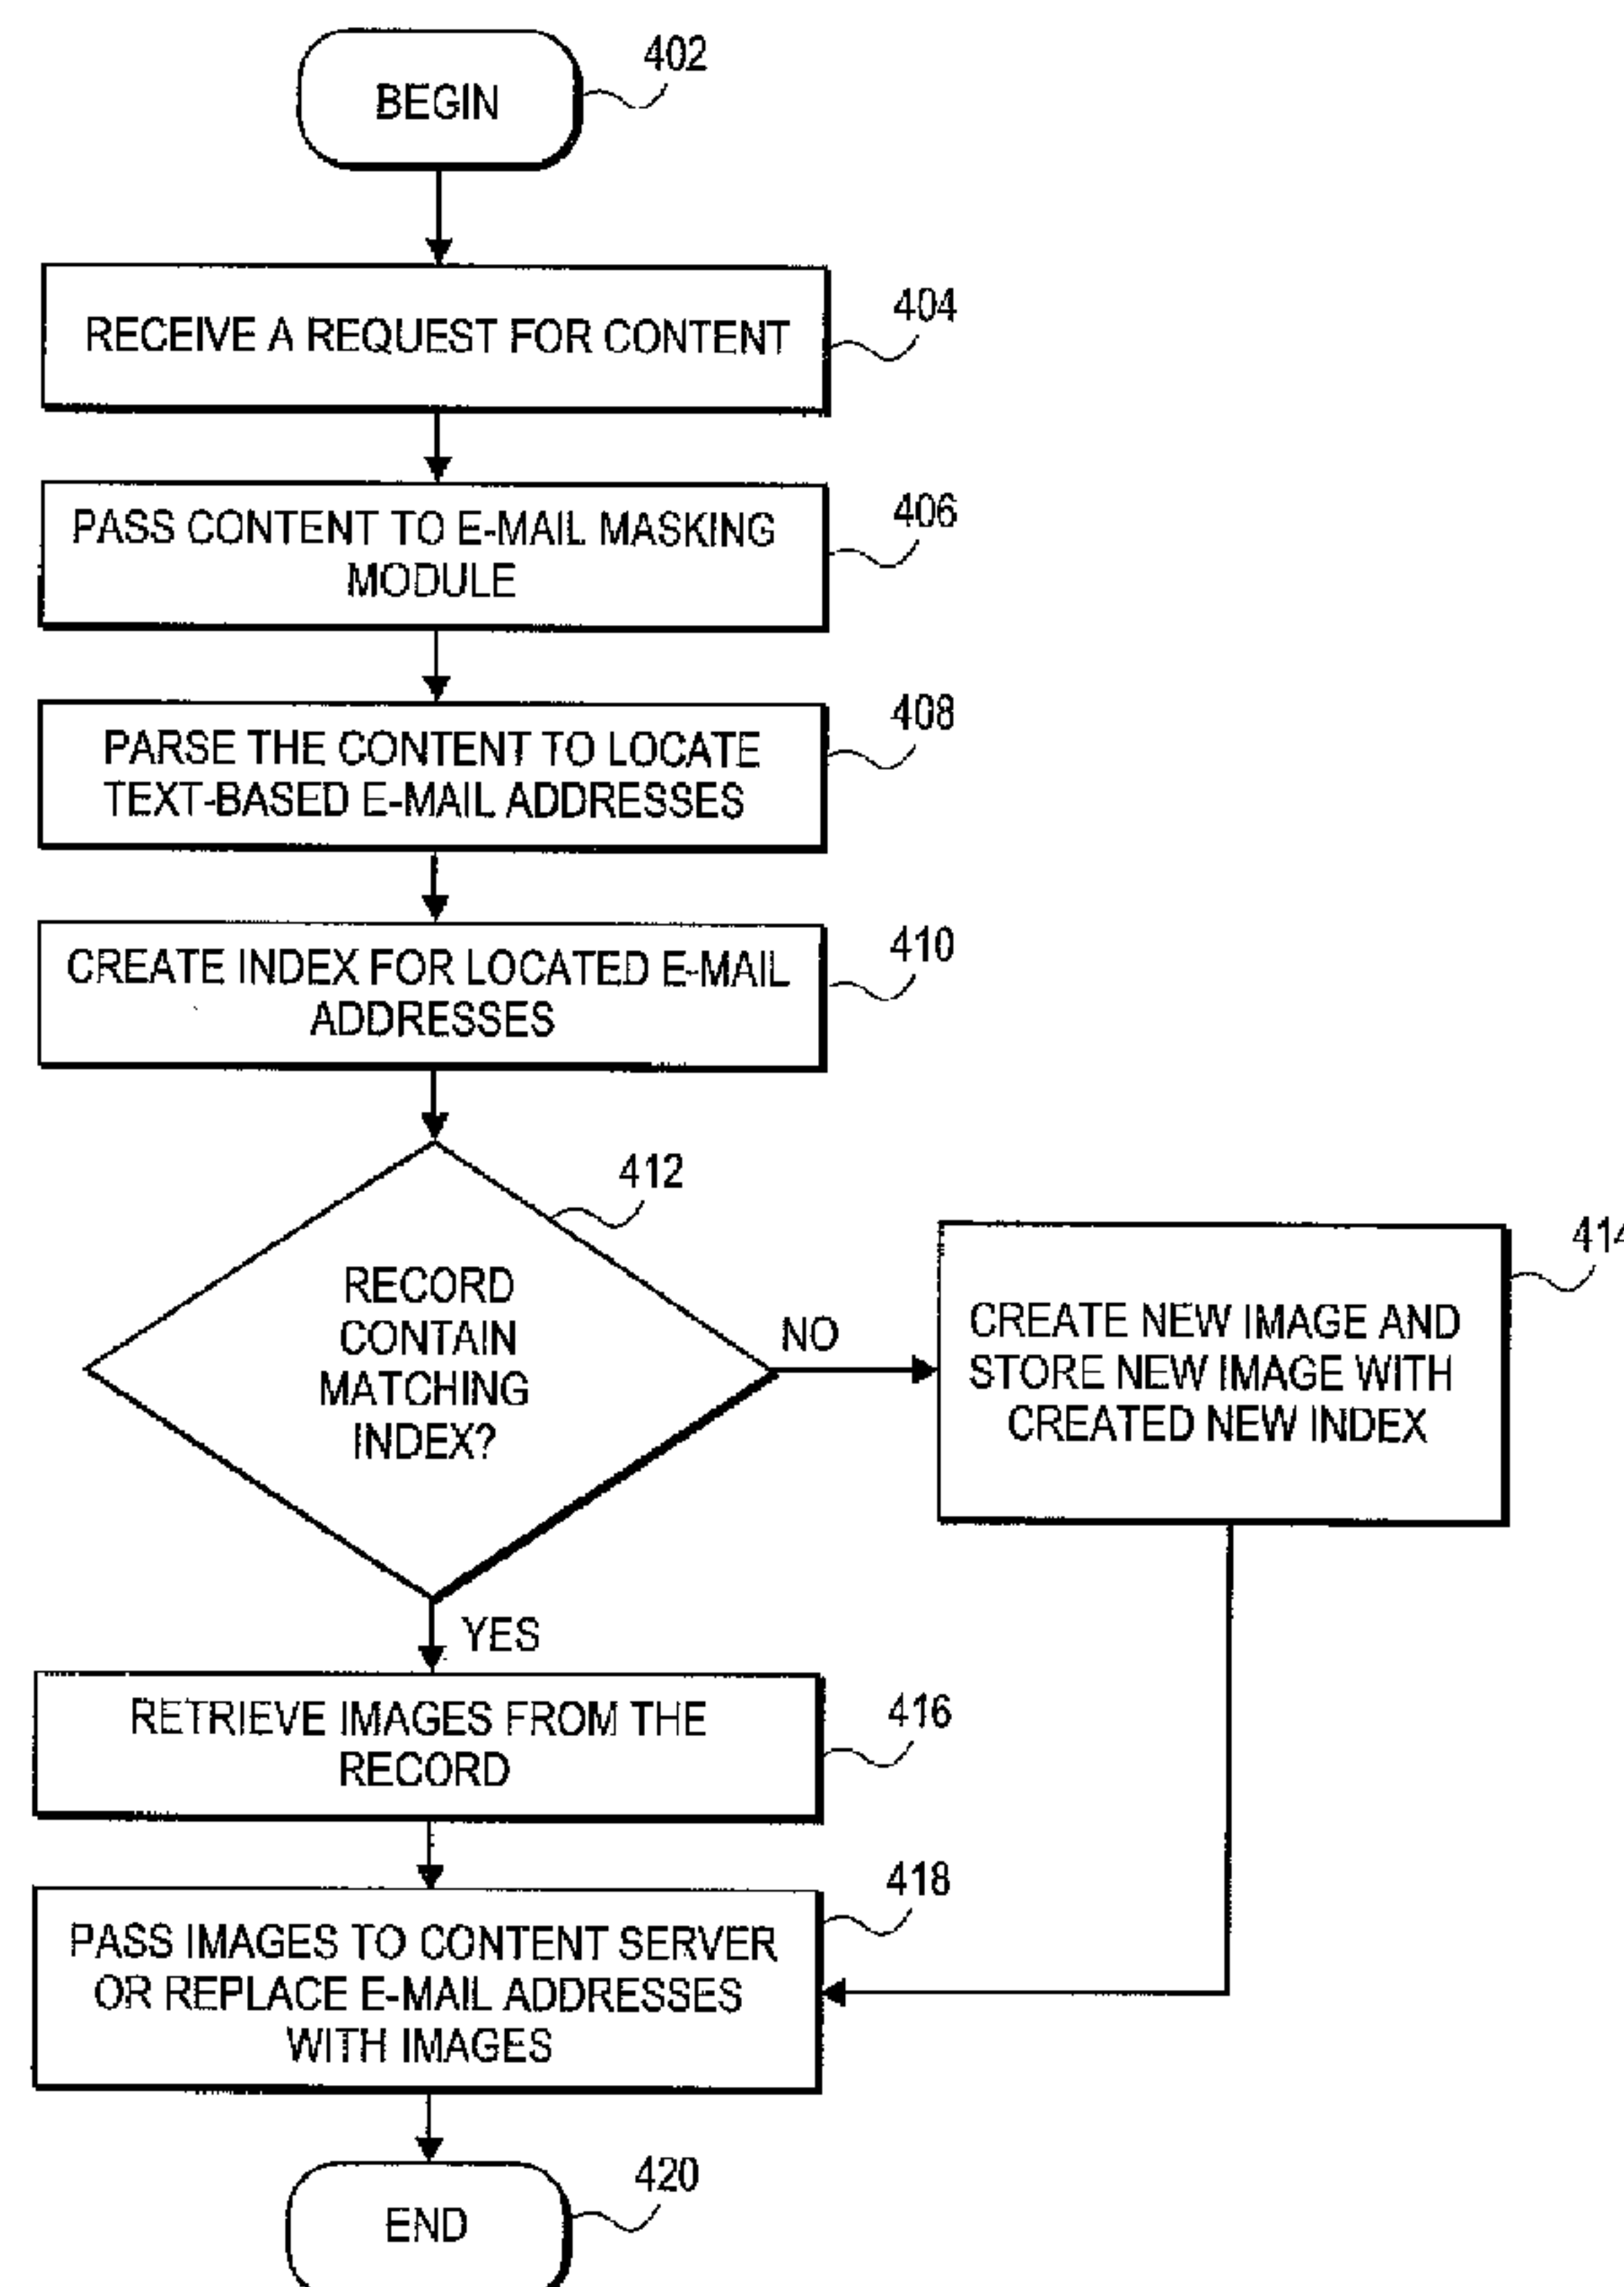 BEGIN
402
RECEIVE A REQUEST FOR CONTENT
404
PASS CONTENT TO E-MAIL MASKING
MODULE
406
PARSE THE CONTENT TO LOCATE
TEXT-BASED E-MAIL ADDRESSES
408
CREATE INDEX FOR LOCATED E-MAIL
ADDRESSES
410
RECORD
CONTAIN
MATCHING
INDEX?
412
NO
CREATE NEW IMAGE AND
STORE NEW IMAGE WITH
CREATED NEW INDEX
414
YES
RETRIEVE IMAGES FROM THE
RECORD
416
PASS IMAGES TO CONTENT SERVER
OR REPLACE E-MAIL ADDRESSES
WITH IMAGES
418
END
420